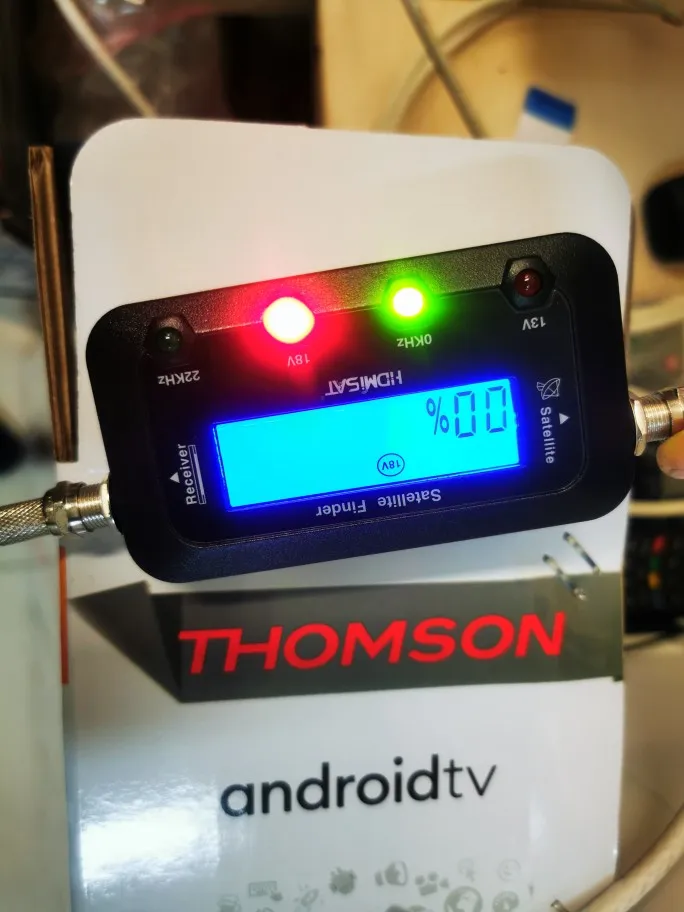 Satellite Finder
18V
00%
HDMiSAT
Receiver
Satellite
13V
0KHz
18V
22KHz
THOMSON
androidtv